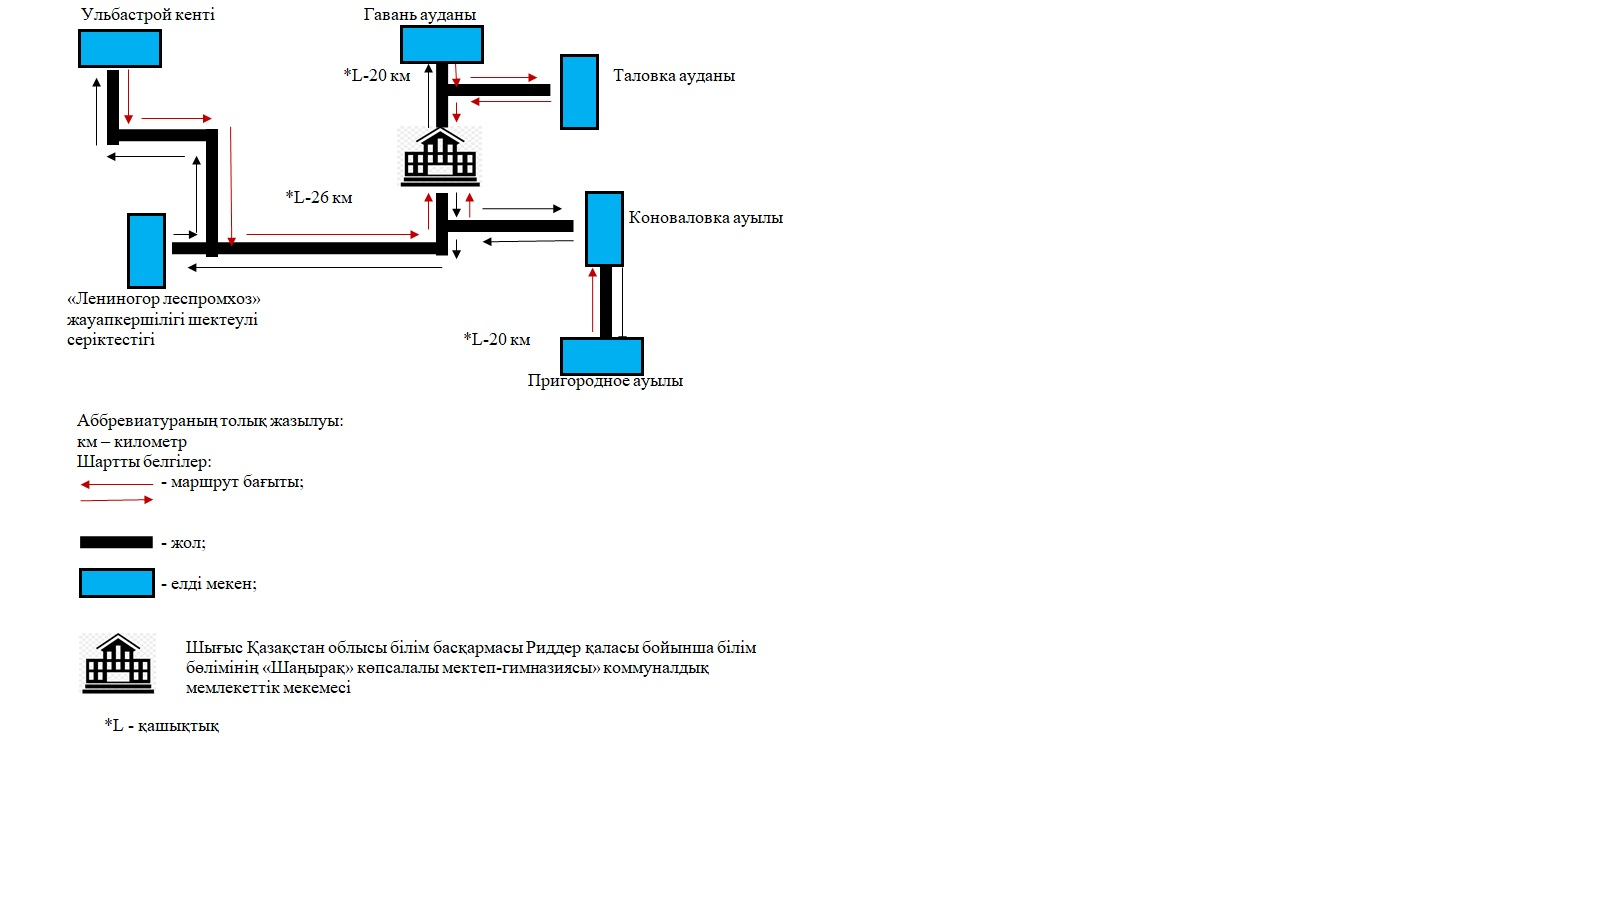 Ульбастрой кенті
Гавань ауданы
*L-20 км
Таловка ауданы
*L-26 км
Коноваловка ауылы
«Лениногор леспромхоз»
жауапкершілігі шектеулі
серіктестігі
*L-20 км
Пригородное ауылы
Аббревиатураның толық жазылуы:
км – километр
Шартты белгілер:
- маршрут бағыты;
- жол;
- елді мекен;
Шығыс Қазақстан облысы білім басқармасы Риддер қаласы бойынша білім
бөлімінің «Шаңырақ» көпсалалы мектеп-гимназиясы» коммуналдық
мемлекеттік мекемесі
*L - қашықтық